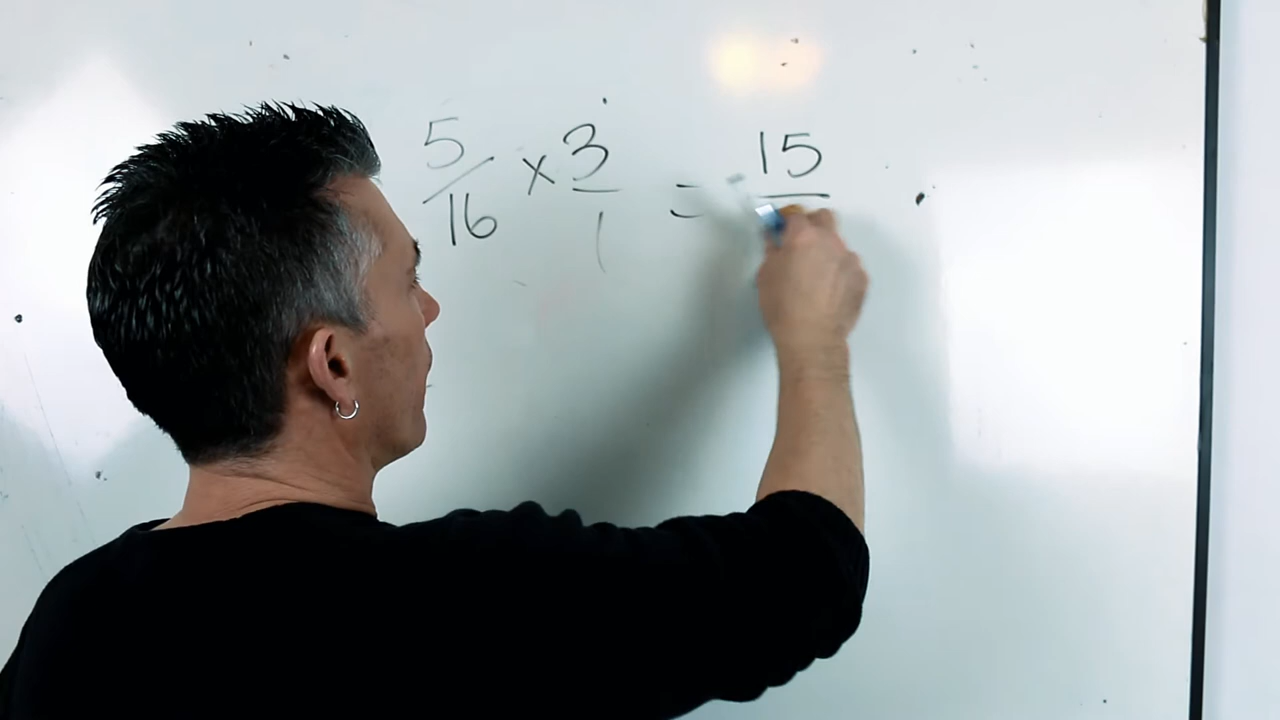 5/16 × 3/1 = 15/